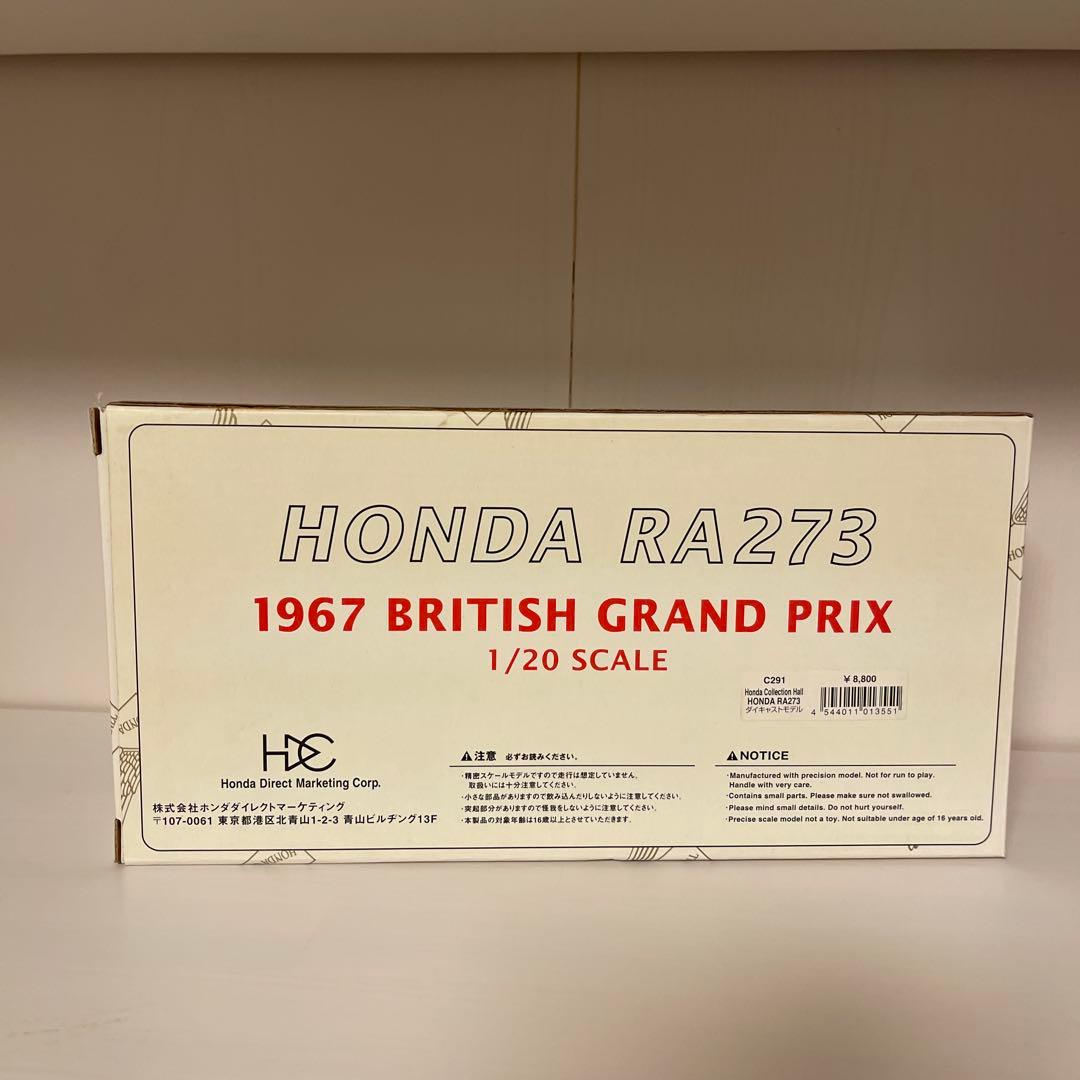 HONDA RA273
1967 BRITISH GRAND PRIX
1/20 SCALE
C291 ¥ 8,800
Honda Collection Hall
HONDA RA273
ダイキャストモデル
4 544011 013551
HDC
Honda Direct Marketing Corp.
株式会社ホンダダイレクトマーケティング
〒107-0061 東京都港区北青山1-2-3 青山ビルヂング13F
注意 必ずお読みください。
・精密スケールモデルですので走行は想定していません。
取扱いには十分注意してください。
・小さな部品がありますので飲み込んだりしないように注意してください。
・突起部分がありますので怪我をしないように注意してください。
・本製品の対象年齢は16歳以上とさせていただきます。
NOTICE
・Manufactured with precision model. Not for run to play.
Handle with very care.
・Contains small parts. Please make sure not swallowed.
・Please mind small details. Do not hurt yourself.
・Precise scale model not a toy. Not suitable under age of 16 years old.
HONDA